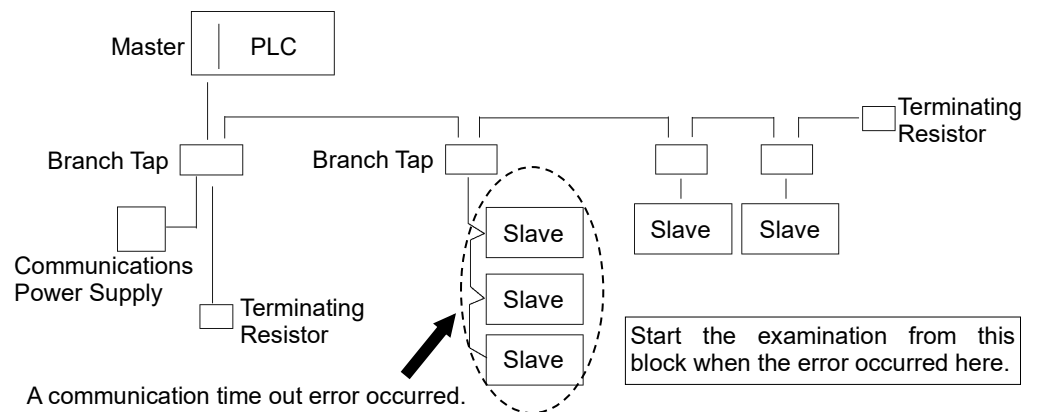 Master
PLC
Terminating
Resistor
Branch Tap
Branch Tap
Slave
Slave
Slave
Communications
Power Supply
Slave
Terminating
Resistor
Slave
Start the examination from this
block when the error occurred here.
A communication time out error occurred.